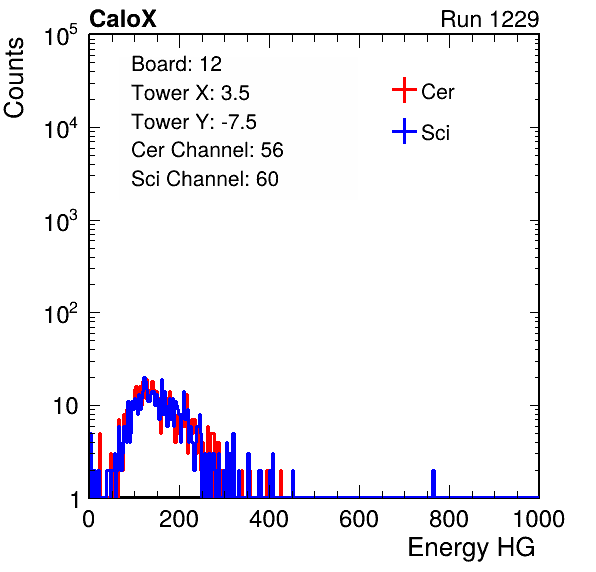 CaloX Run 1229
Counts
Board: 12
Tower X: 3.5
Tower Y: -7.5
Cer Channel: 56
Sci Channel: 60
Cer
Sci
10^5
10^4
10^3
10^2
10
1
0 200 400 600 800 1000
Energy HG